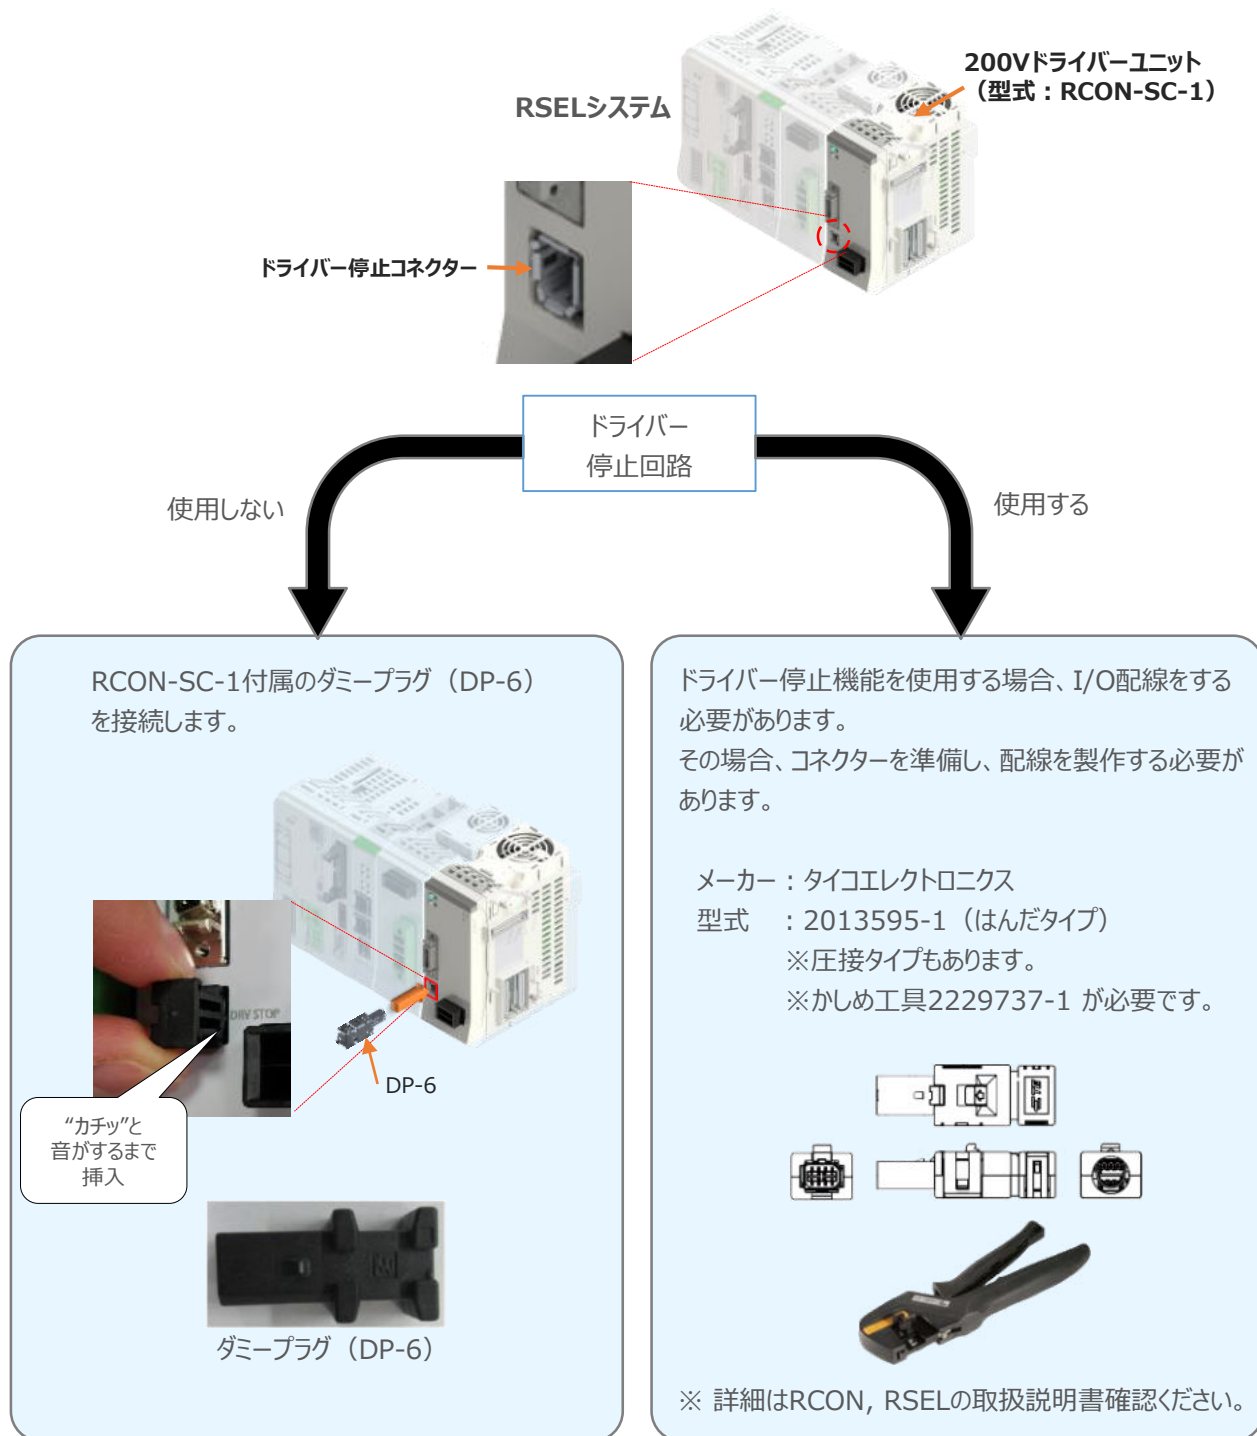 200Vドライバーユニット
（型式：RCON-SC-1）
RSELシステム
ドライバー停止コネクター
ドライバー
停止回路
使用しない
使用する
RCON-SC-1付属のダミープラグ（DP-6）
を接続します。
DRV STOP
DP-6
“カチッ”と
音がするまで
挿入
ダミープラグ（DP-6）
ドライバー停止機能を使用する場合、I/O配線をする
必要があります。
その場合、コネクターを準備し、配線を製作する必要が
あります。
メーカー：タイコエレクトロニクス
型式　：2013595-1（はんだタイプ）
※圧接タイプもあります。
※かしめ工具2229737-1 が必要です。
※ 詳細はRCON, RSELの取扱説明書確認ください。